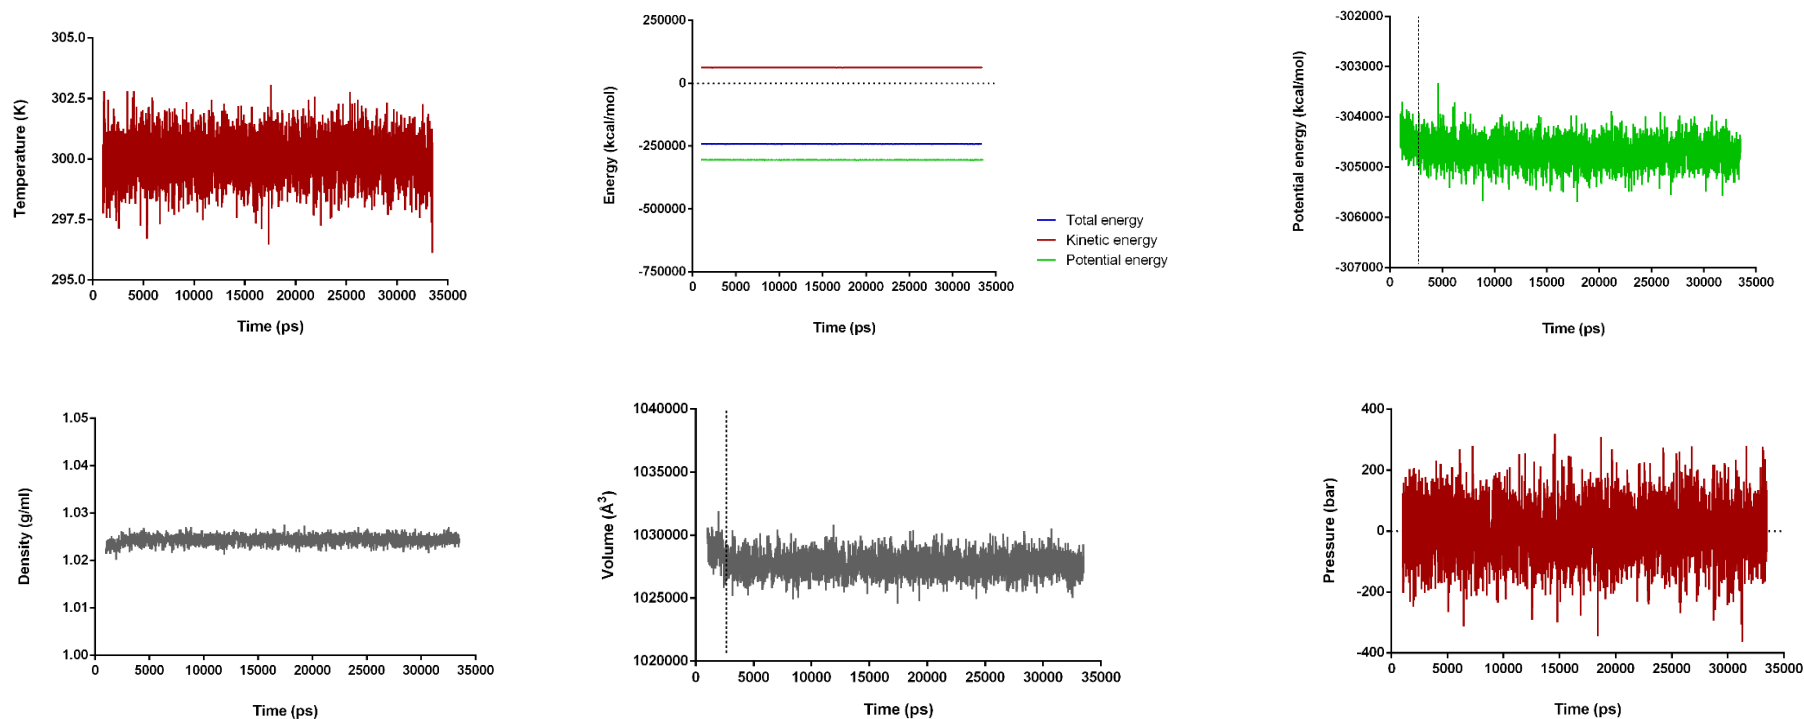 305.0
302.5
300.0
297.5
295.0
Temperature (K)
0 5000 10000 15000 20000 25000 30000 35000
Time (ps)
250000
0
-250000
-500000
-750000
Energy (kcal/mol)
0 5000 10000 15000 20000 25000 30000 35000
Time (ps)
Total energy
Kinetic energy
Potential energy
-302000
-303000
-304000
-305000
-306000
-307000
Potential energy (kcal/mol)
0 5000 10000 15000 20000 25000 30000 35000
Time (ps)
1.05
1.04
1.03
1.02
1.01
1.00
Density (g/ml)
0 5000 10000 15000 20000 25000 30000 35000
Time (ps)
1040000
1035000
1030000
1025000
1020000
Volume (Å³)
0 5000 10000 15000 20000 25000 30000 35000
Time (ps)
400
200
0
-200
-400
Pressure (bar)
0 5000 10000 15000 20000 25000 30000 35000
Time (ps)